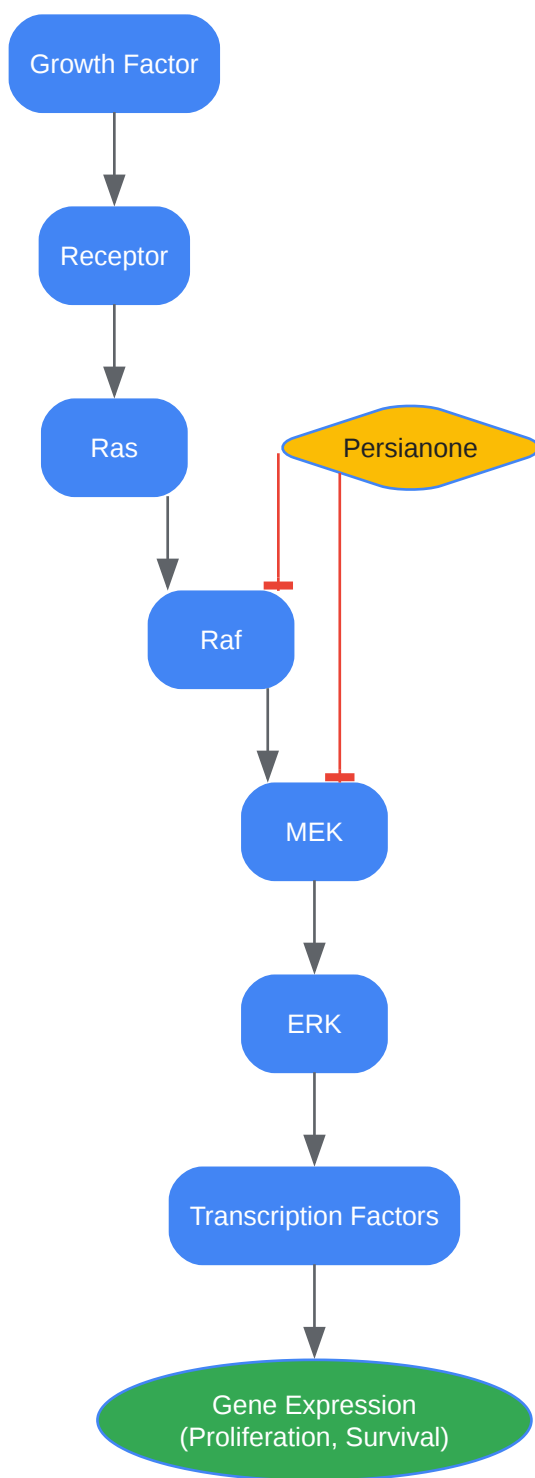 Growth Factor
Receptor
Ras
Persianone
Raf
MEK
ERK
Transcription Factors
Gene Expression
(Proliferation, Survival)